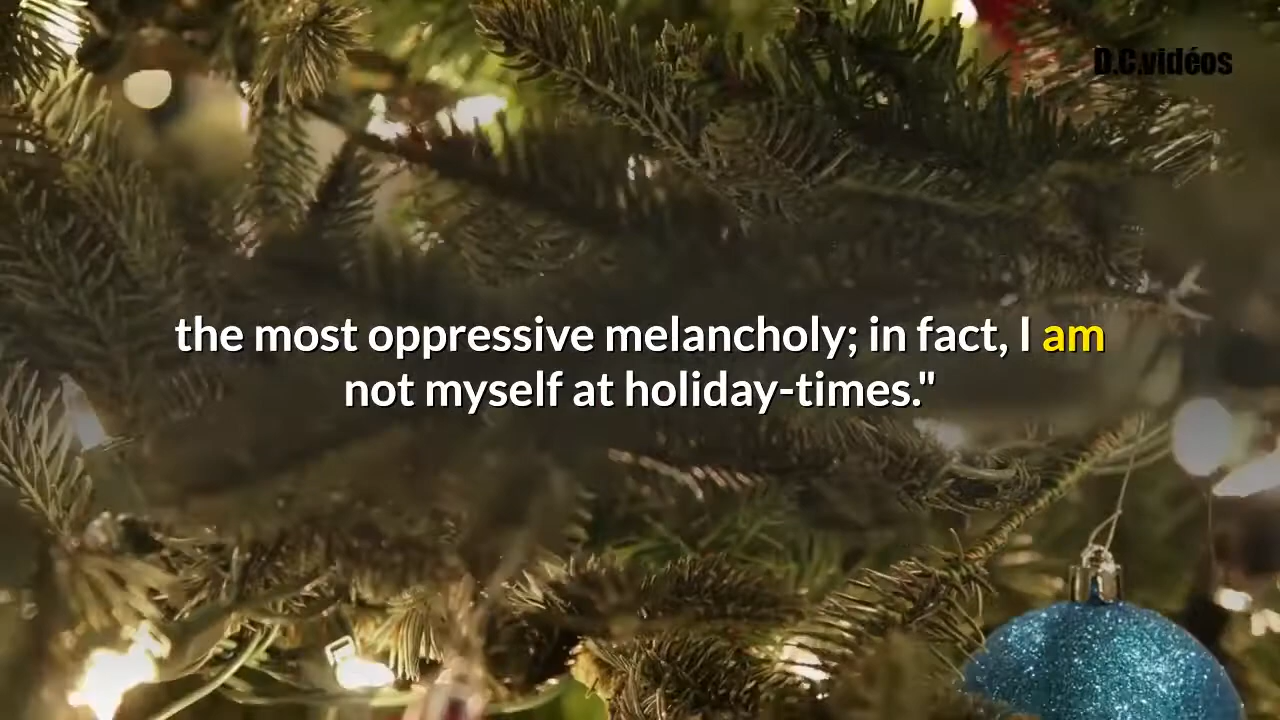 D.C.vidéos
the most oppressive melancholy; in fact, I am
not myself at holiday-times."